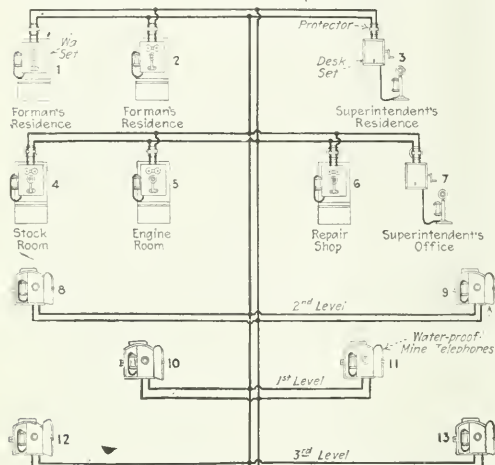 Protector
Wa
Set
1
2
Desk
Set
3
Forman's
Residence
Forman's
Residence
Superintendent's
Residence
4
5
6
7
Stock
Room
Engine
Room
Repair
Shop
Superintendent's
Office
8
9
A
2nd Level
B
10
11
Water-proof
Mine Telephones
1st Level
12
13
3rd Level